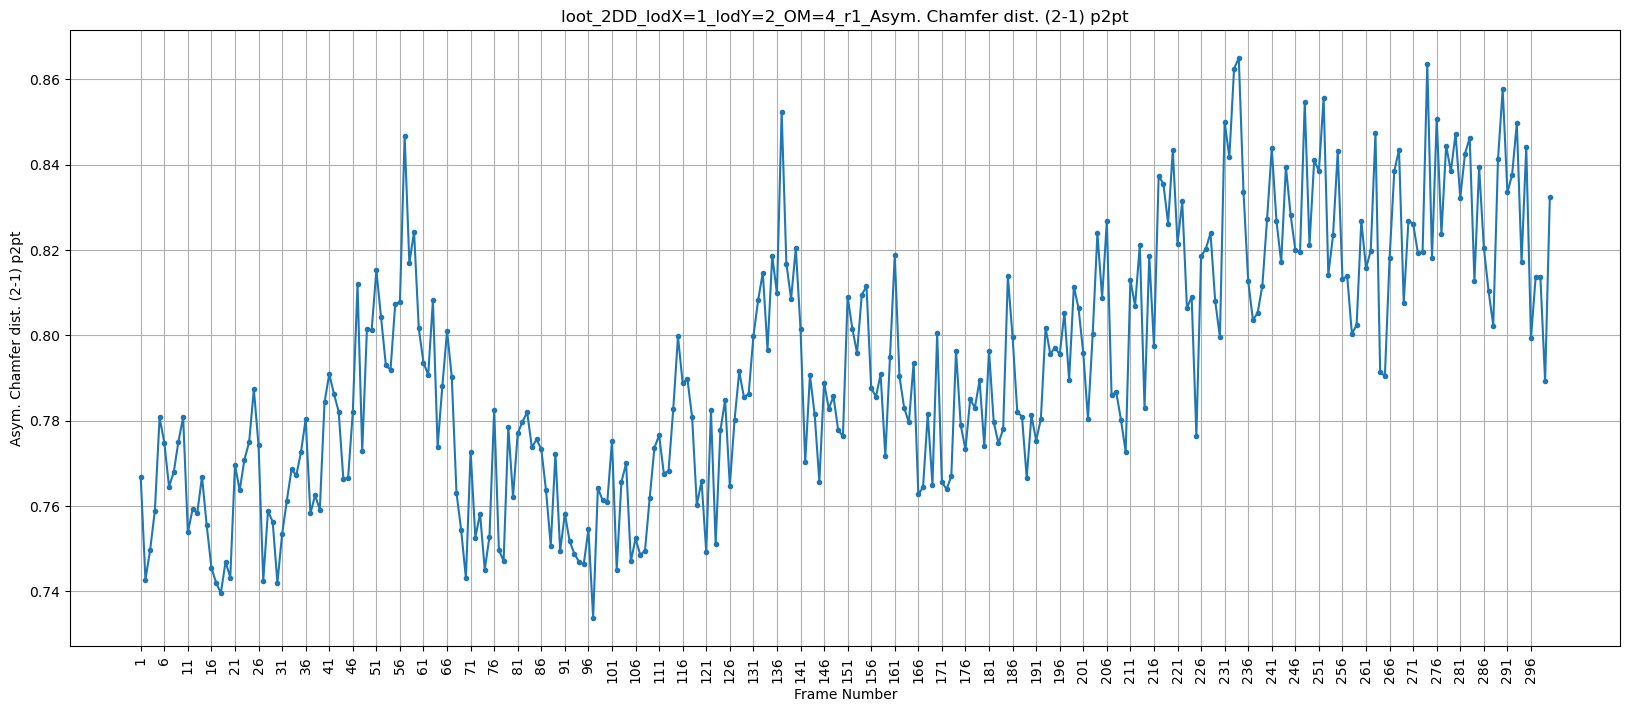 loot_2DD_lodX=1_lodY=2_OM=4_r1_Asym. Chamfer dist. (2-1) p2pt
Asym. Chamfer dist. (2-1) p2pt
0.86
0.84
0.82
0.80
0.78
0.76
0.74
1 6 11 16 21 26 31 36 41 46 51 56 61 66 71 76 81 86 91 96 101 106 111 116 121 126 131 136 141 146 151 156 161 166 171 176 181 186 191 196 201 206 211 216 221 226 231 236 241 246 251 256 261 266 271 276 281 286 291 296
Frame Number